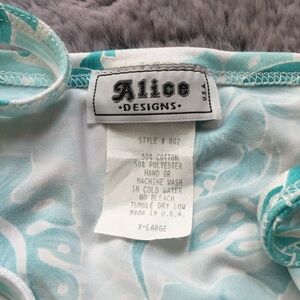 Alice
•DESIGNS•
U.S.A.
STYLE # 802
50% COTTON
50% POLYESTER
HAND OR
MACHINE WASH
IN COLD WATER
NO BLEACH
TUMBLE DRY LOW
Made in U.S.A.
X-LARGE